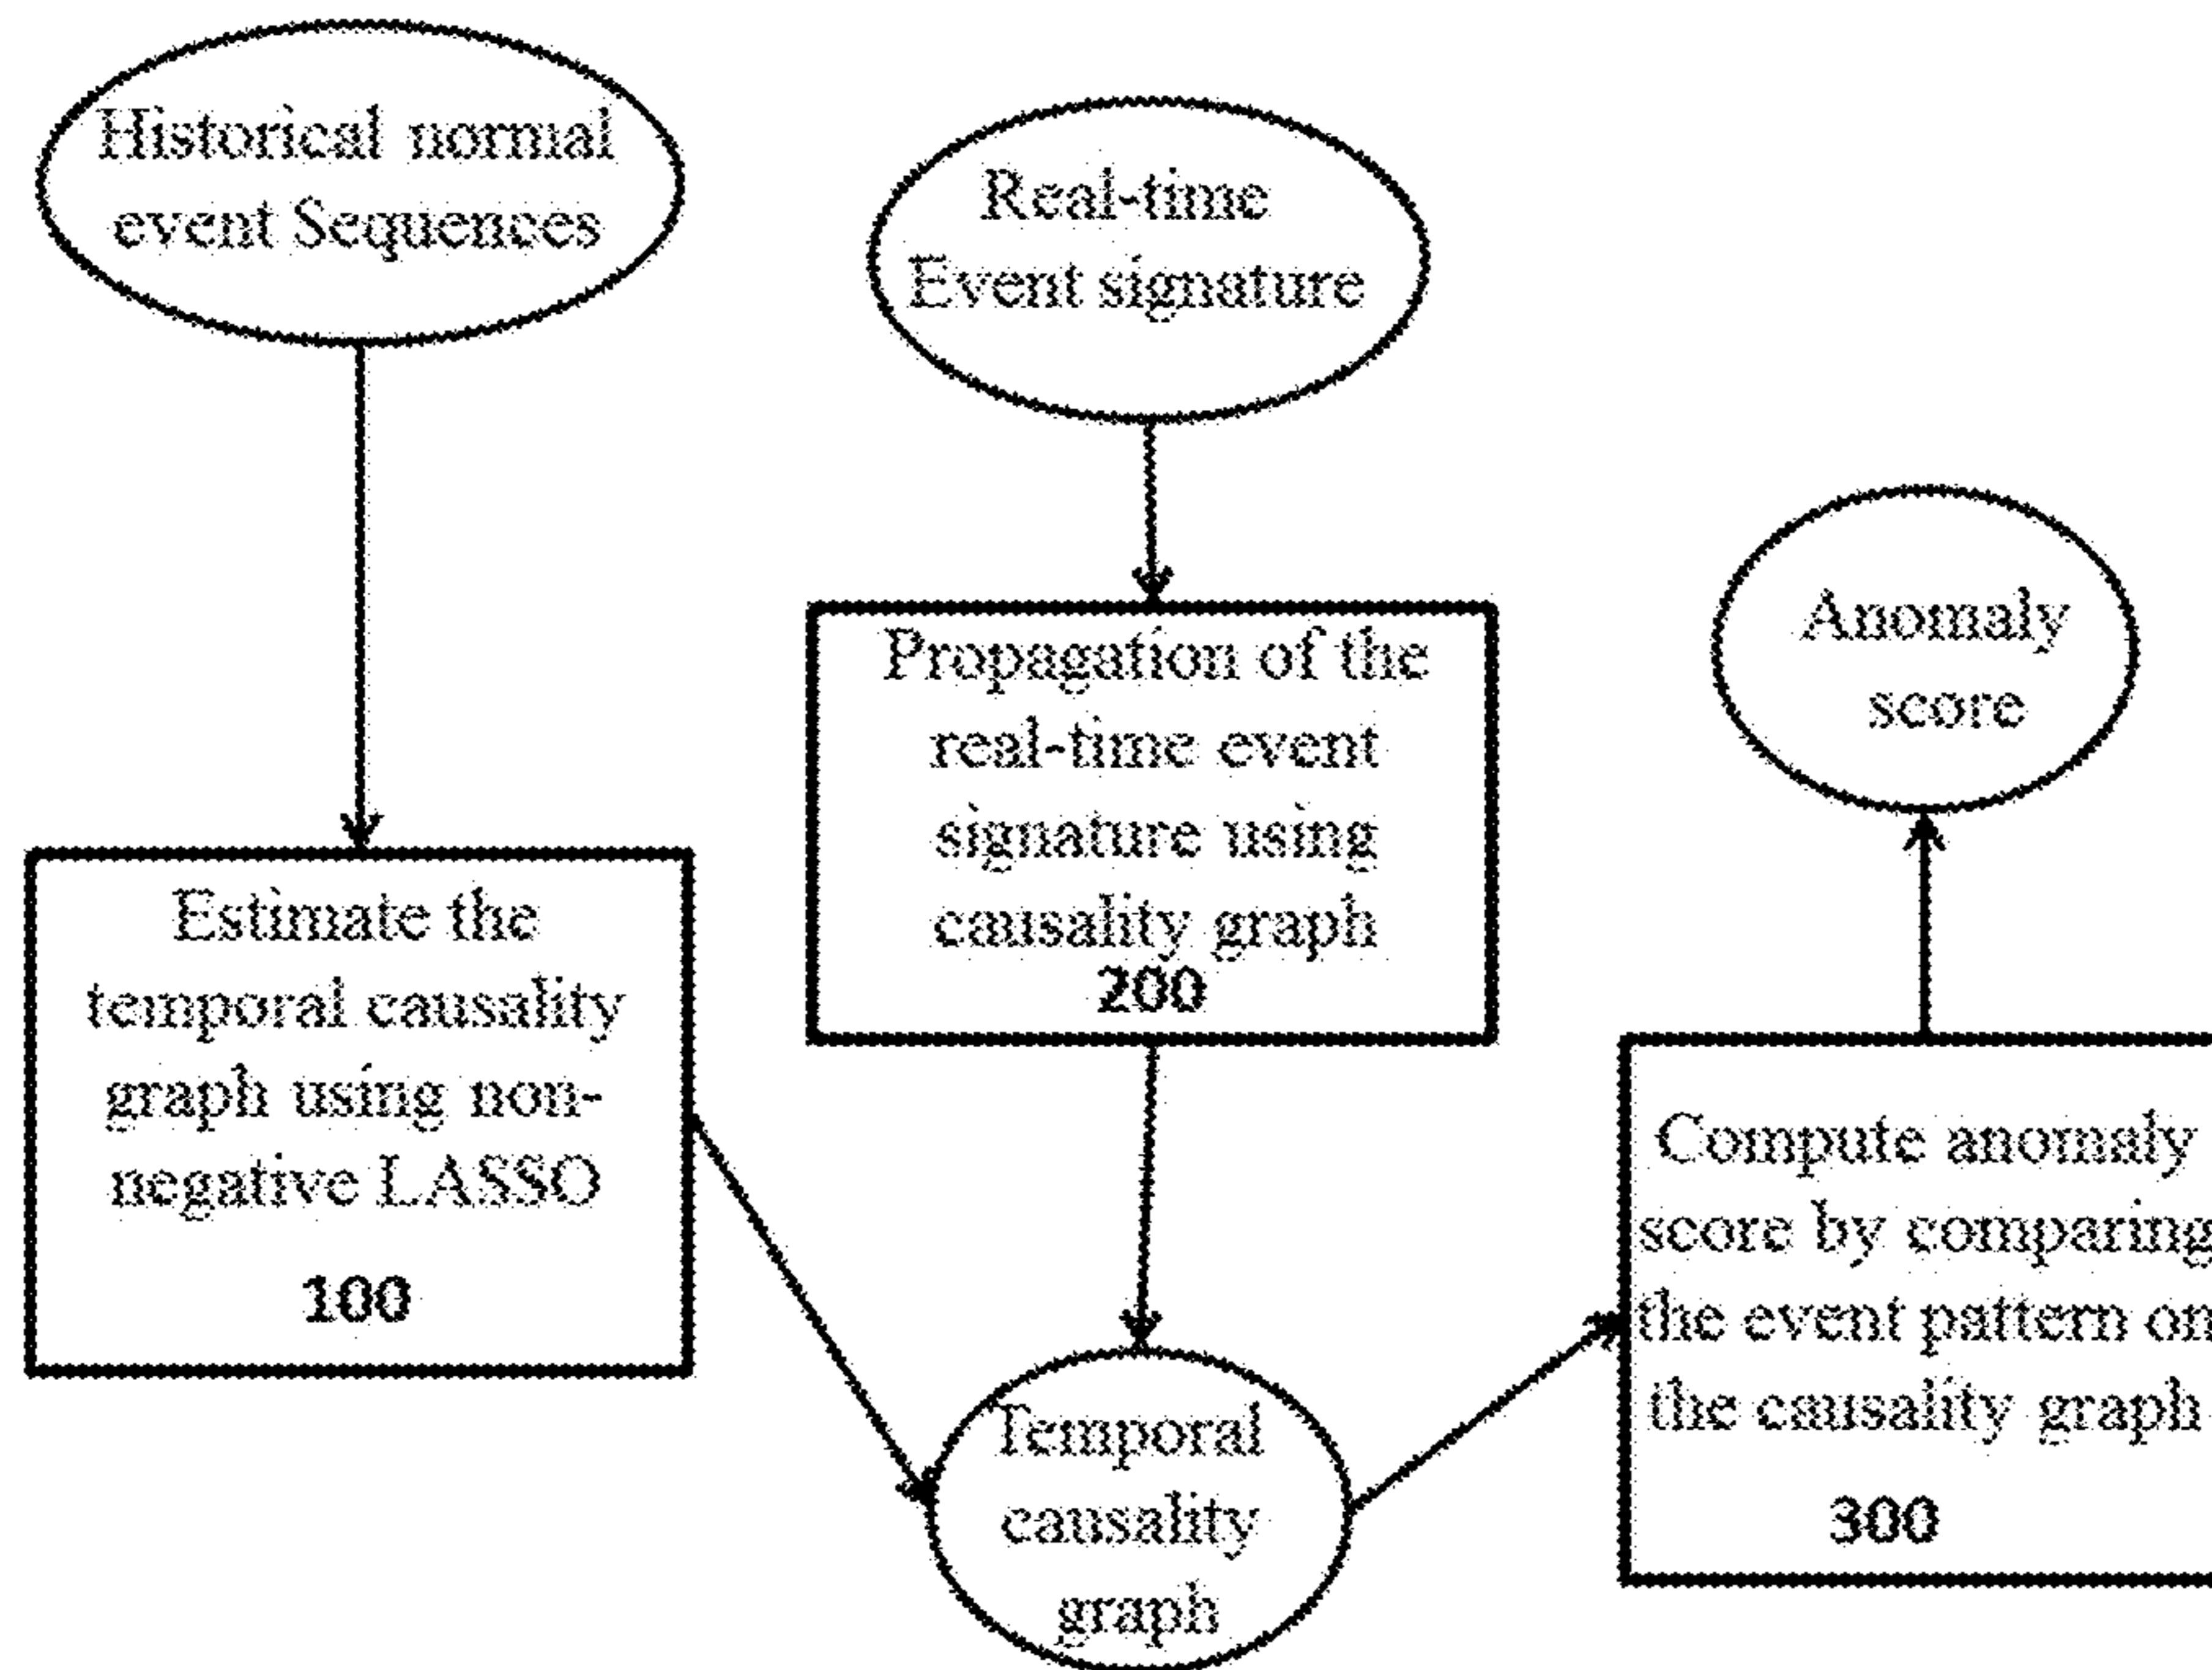 Historical normal
event Sequences
Real-time
Event signature
Propagation of the
real-time event
signature using
causality graph
200
Anomaly
score
Estimate the
temporal causality
graph using non-
negative LASSO
100
Compute anomaly
score by comparing
the event pattern on
the causality graph
300
Temporal
causality
graph